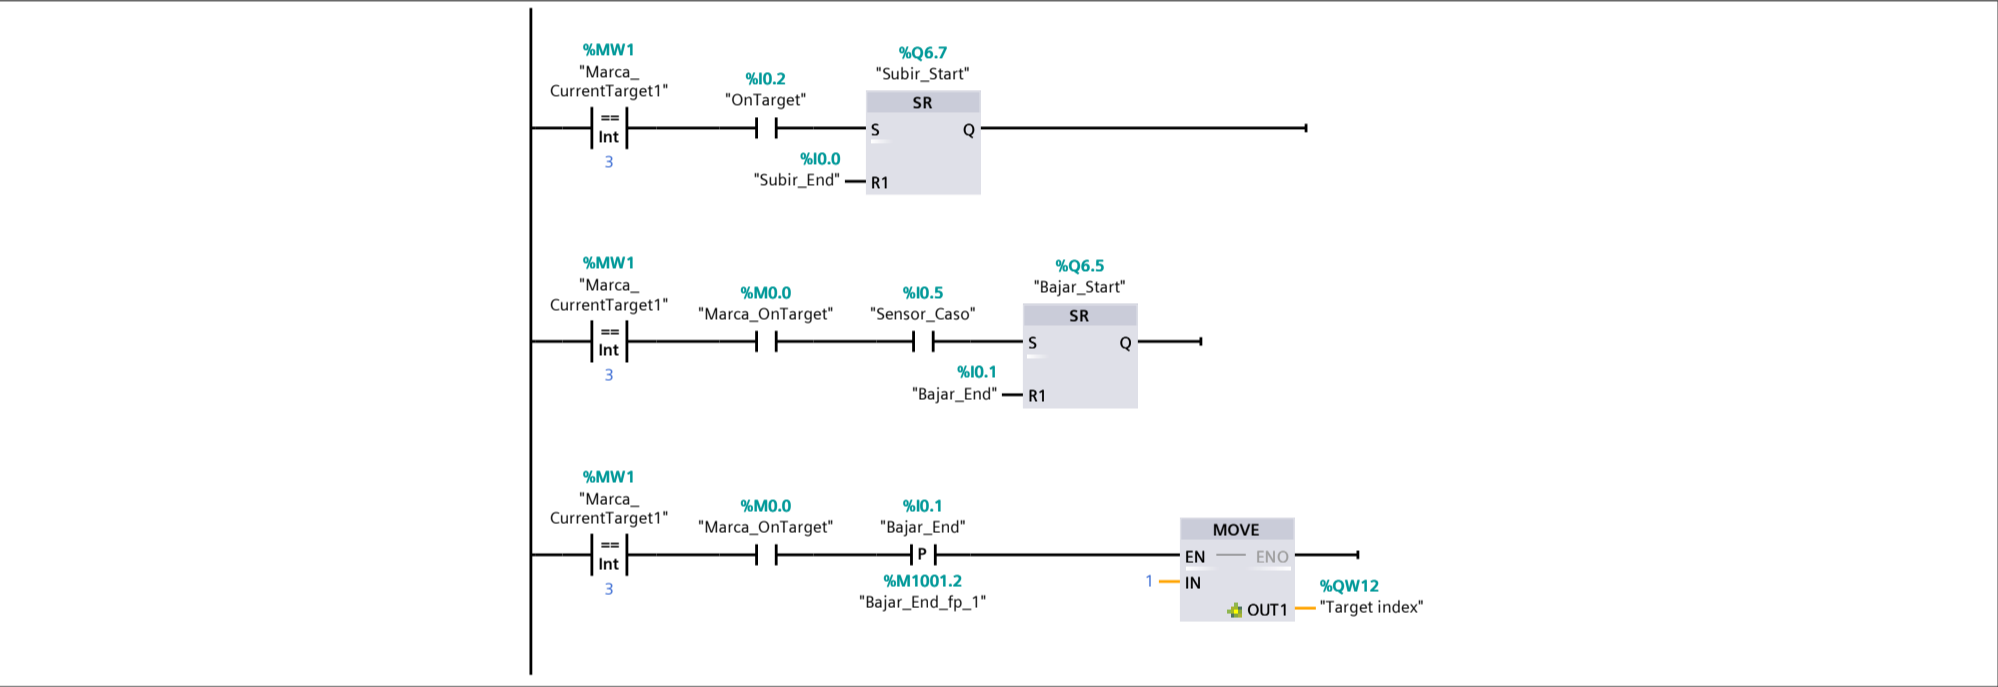 %MW1
"Marca_
CurrentTarget1"
==
Int
3
%I0.2
"OnTarget"
%Q6.7
"Subir_Start"
SR
S
Q
%I0.0
"Subir_End"
R1
%MW1
"Marca_
CurrentTarget1"
==
Int
3
%M0.0
"Marca_OnTarget"
%I0.5
"Sensor_Caso"
%Q6.5
"Bajar_Start"
SR
S
Q
%I0.1
"Bajar_End"
R1
%MW1
"Marca_
CurrentTarget1"
==
Int
3
%M0.0
"Marca_OnTarget"
%I0.1
"Bajar_End"
P
%M1001.2
"Bajar_End_fp_1"
MOVE
EN
ENO
1
IN
OUT1
%QW12
"Target index"